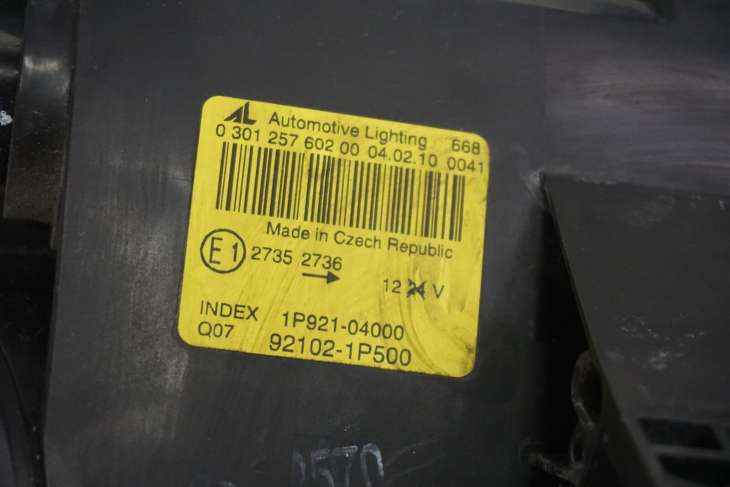 AL Automotive Lighting 668
0 301 257 602 00 04.02.10 0041
Made in Czech Republic
E1 2735 2736
→
12 24 V
INDEX 1P921-04000
Q07 92102-1P500